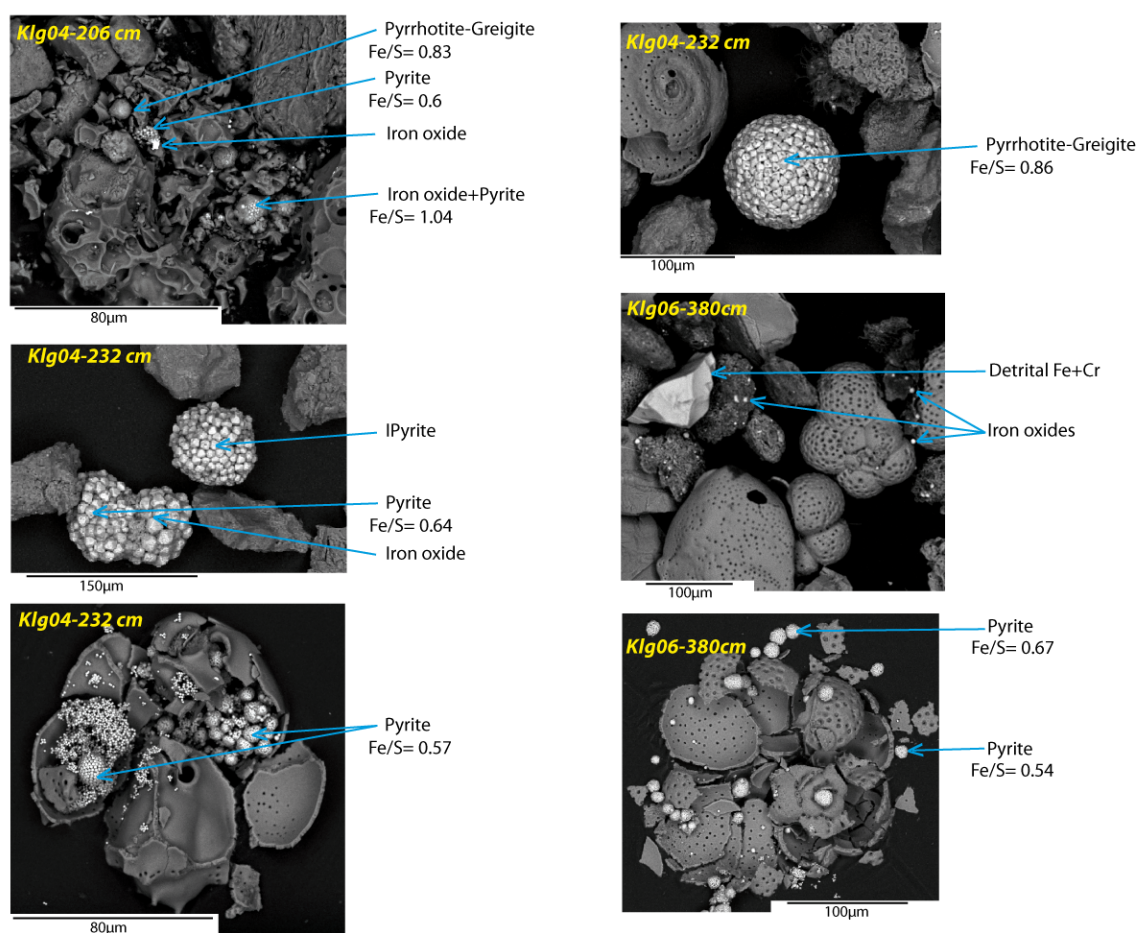 Klg04-206 cm
Pyrrhotite-Greigite
Fe/S= 0.83
Pyrite
Fe/S= 0.6
Iron oxide
Iron oxide+Pyrite
Fe/S= 1.04
80µm
Klg04-232 cm
IPyrite
Pyrite
Fe/S= 0.64
Iron oxide
150µm
Klg04-232 cm
Pyrite
Fe/S= 0.57
80µm
Klg04-232 cm
Pyrrhotite-Greigite
Fe/S= 0.86
100µm
Klg06-380cm
Detrital Fe+Cr
Iron oxides
100µm
Klg06-380cm
Pyrite
Fe/S= 0.67
Pyrite
Fe/S= 0.54
100µm